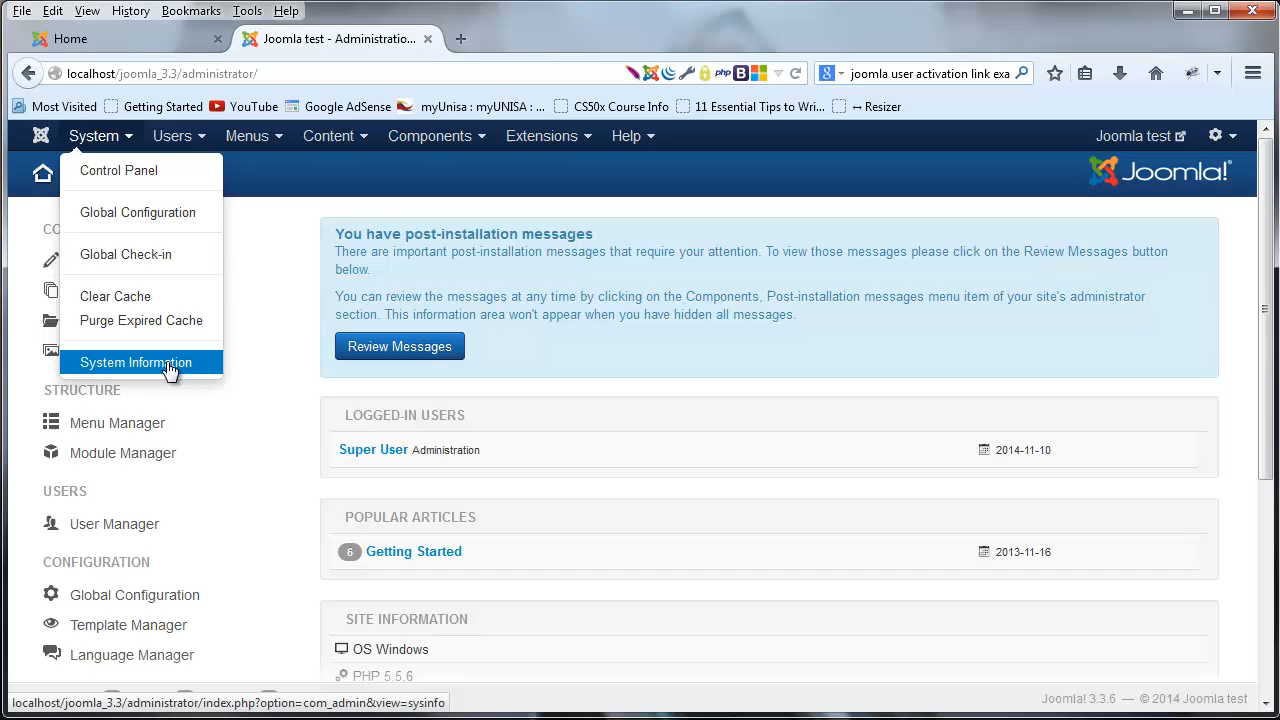 File Edit View History Bookmarks Tools Help
Home
Joomla test - Administratio...
localhost/joomla_3.3/administrator/
php
B
joomla user activation link exa
Most Visited Getting Started YouTube Google AdSense myUnisa : myUNISA : ... CS50x Course Info 11 Essential Tips to Wri... ↔ Resizer
System Users Menus Content Components Extensions Help Joomla test
Joomla!
Control Panel
Global Configuration
Global Check-in
Clear Cache
Purge Expired Cache
System Information
CO
STRUCTURE
Menu Manager
Module Manager
USERS
User Manager
CONFIGURATION
Global Configuration
Template Manager
Language Manager
You have post-installation messages
There are important post-installation messages that require your attention. To view those messages please click on the Review Messages button
below.
You can review the messages at any time by clicking on the Components, Post-installation messages menu item of your site's administrator
section. This information area won't appear when you have hidden all messages.
Review Messages
LOGGED-IN USERS
Super User Administration 2014-11-10
POPULAR ARTICLES
6 Getting Started 2013-11-16
SITE INFORMATION
OS Windows
PHP 5.5.6
localhost/joomla_3.3/administrator/index.php?option=com_admin&view=sysinfo
Joomla! 3.3.6 — © 2014 Joomla test